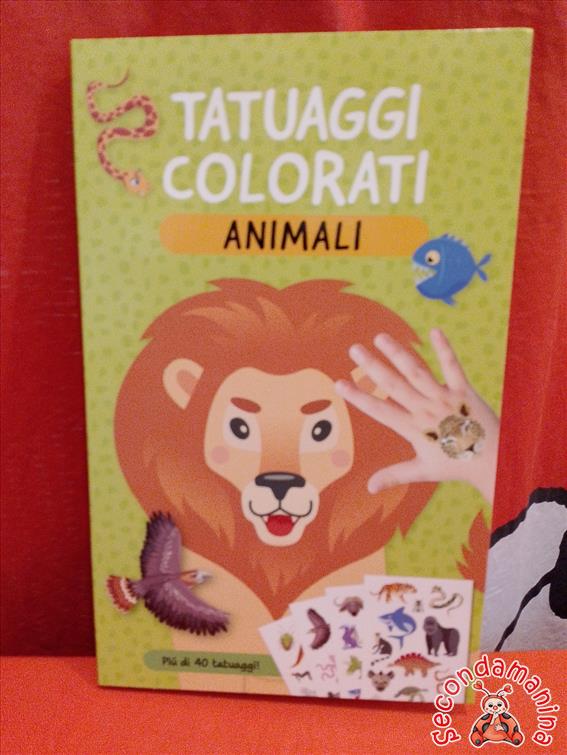 TATUAGGI
COLORATI
ANIMALI
Più di 40 tatuaggi!
secondamanina